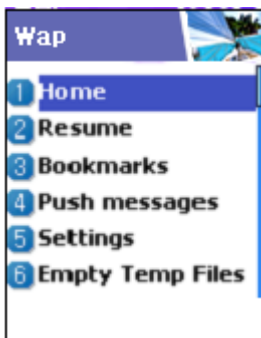 Wap
1 Home
2 Resume
3 Bookmarks
4 Push messages
5 Settings
6 Empty Temp Files